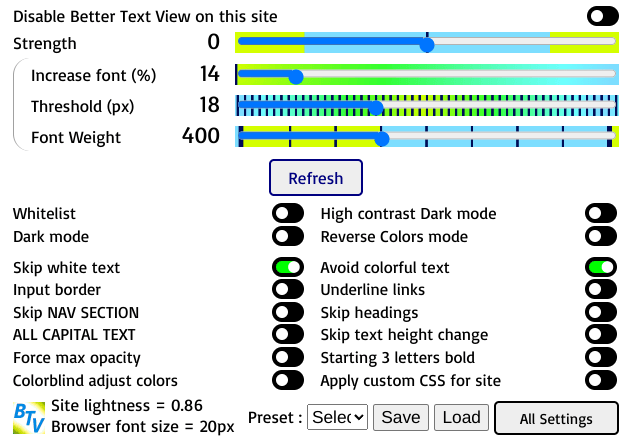 Disable Better Text View on this site
Strength 0
Increase font (%) 14
Threshold (px) 18
Font Weight 400
Refresh
Whitelist High contrast Dark mode
Dark mode Reverse Colors mode
Skip white text Avoid colorful text
Input border Underline links
Skip NAV SECTION Skip headings
ALL CAPITAL TEXT Skip text height change
Force max opacity Starting 3 letters bold
Colorblind adjust colors Apply custom CSS for site
BTV Site lightness = 0.86
Browser font size = 20px
Preset : Selec Save Load All Settings